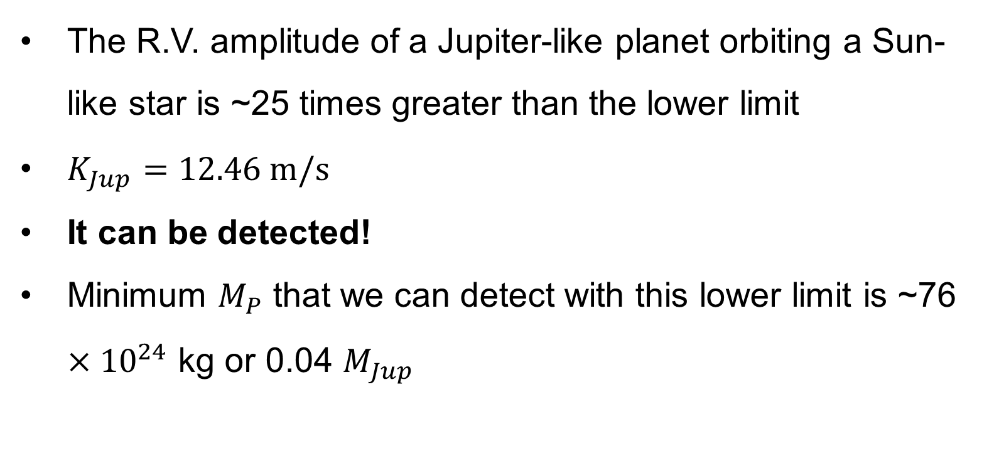 • The R.V. amplitude of a Jupiter-like planet orbiting a Sun-
like star is ~25 times greater than the lower limit
• $K_{Jup} = 12.46$ m/s
• It can be detected!
• Minimum $M_P$ that we can detect with this lower limit is ~76
$\times 10^{24}$ kg or 0.04 $M_{Jup}$